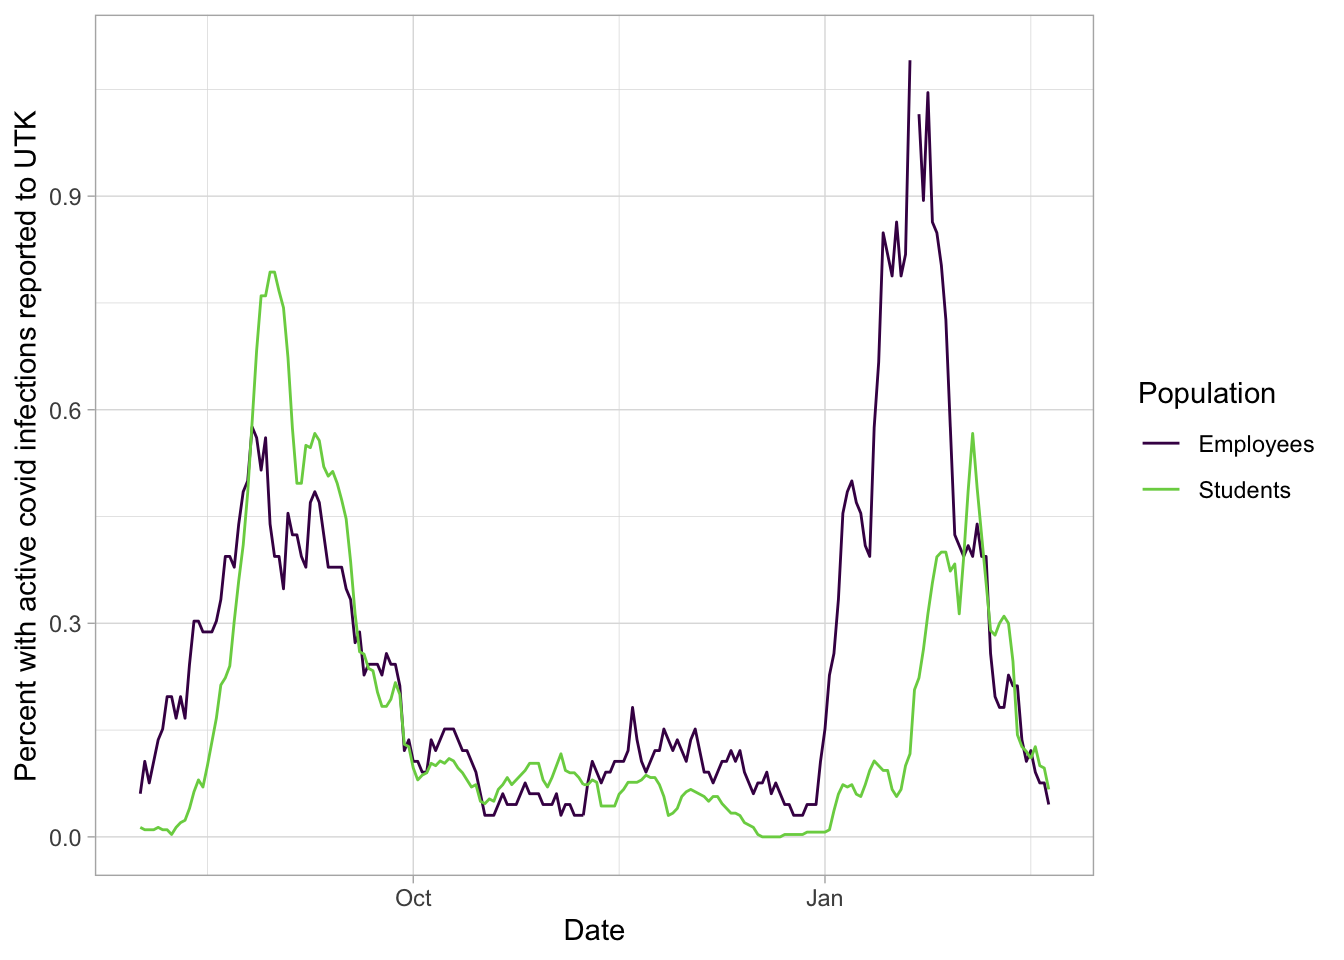 Percent with active covid infections reported to UTK
0.9
0.6
0.3
0.0
Oct
Jan
Date
Population
Employees
Students